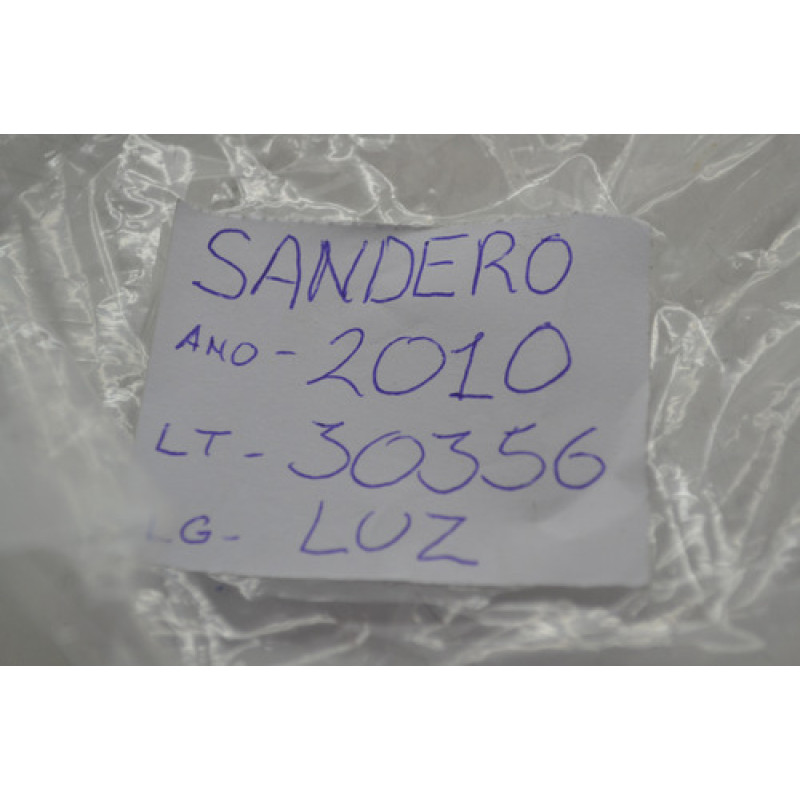 SANDERO
ANO - 2010
LT - 30356
LG - LUZ